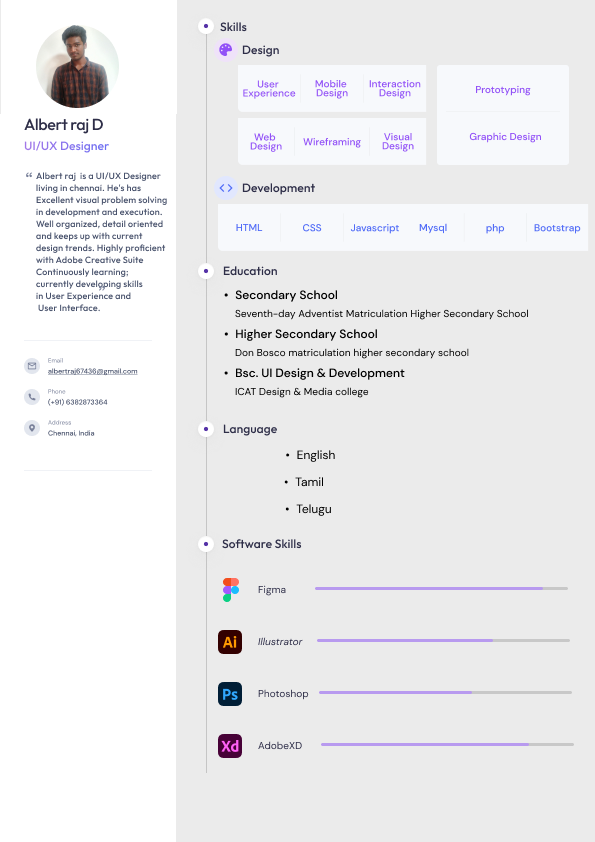 Albert raj D
UI/UX Designer
“ Albert raj is a UI/UX Designer
living in chennai. He's has
Excellent visual problem solving
in development and execution.
Well organized, detail oriented
and keeps up with current
design trends. Highly proficient
with Adobe Creative Suite
Continuously learning;
currently developing skills
in User Experience and
User Interface.
Email
albertraj67436@gmail.com
Phone
(+91) 6382873364
Address
Chennai, India
Skills
Design
User
Experience
Mobile
Design
Interaction
Design
Web
Design
Wireframing
Visual
Design
Prototyping
Graphic Design
Development
HTML
CSS
Javascript
Mysql
php
Bootstrap
Education
• Secondary School
Seventh-day Adventist Matriculation Higher Secondary School
• Higher Secondary School
Don Bosco matriculation higher secondary school
• Bsc. UI Design & Development
ICAT Design & Media college
Language
• English
• Tamil
• Telugu
Software Skills
Figma
Ai Illustrator
Ps Photoshop
Xd AdobeXD